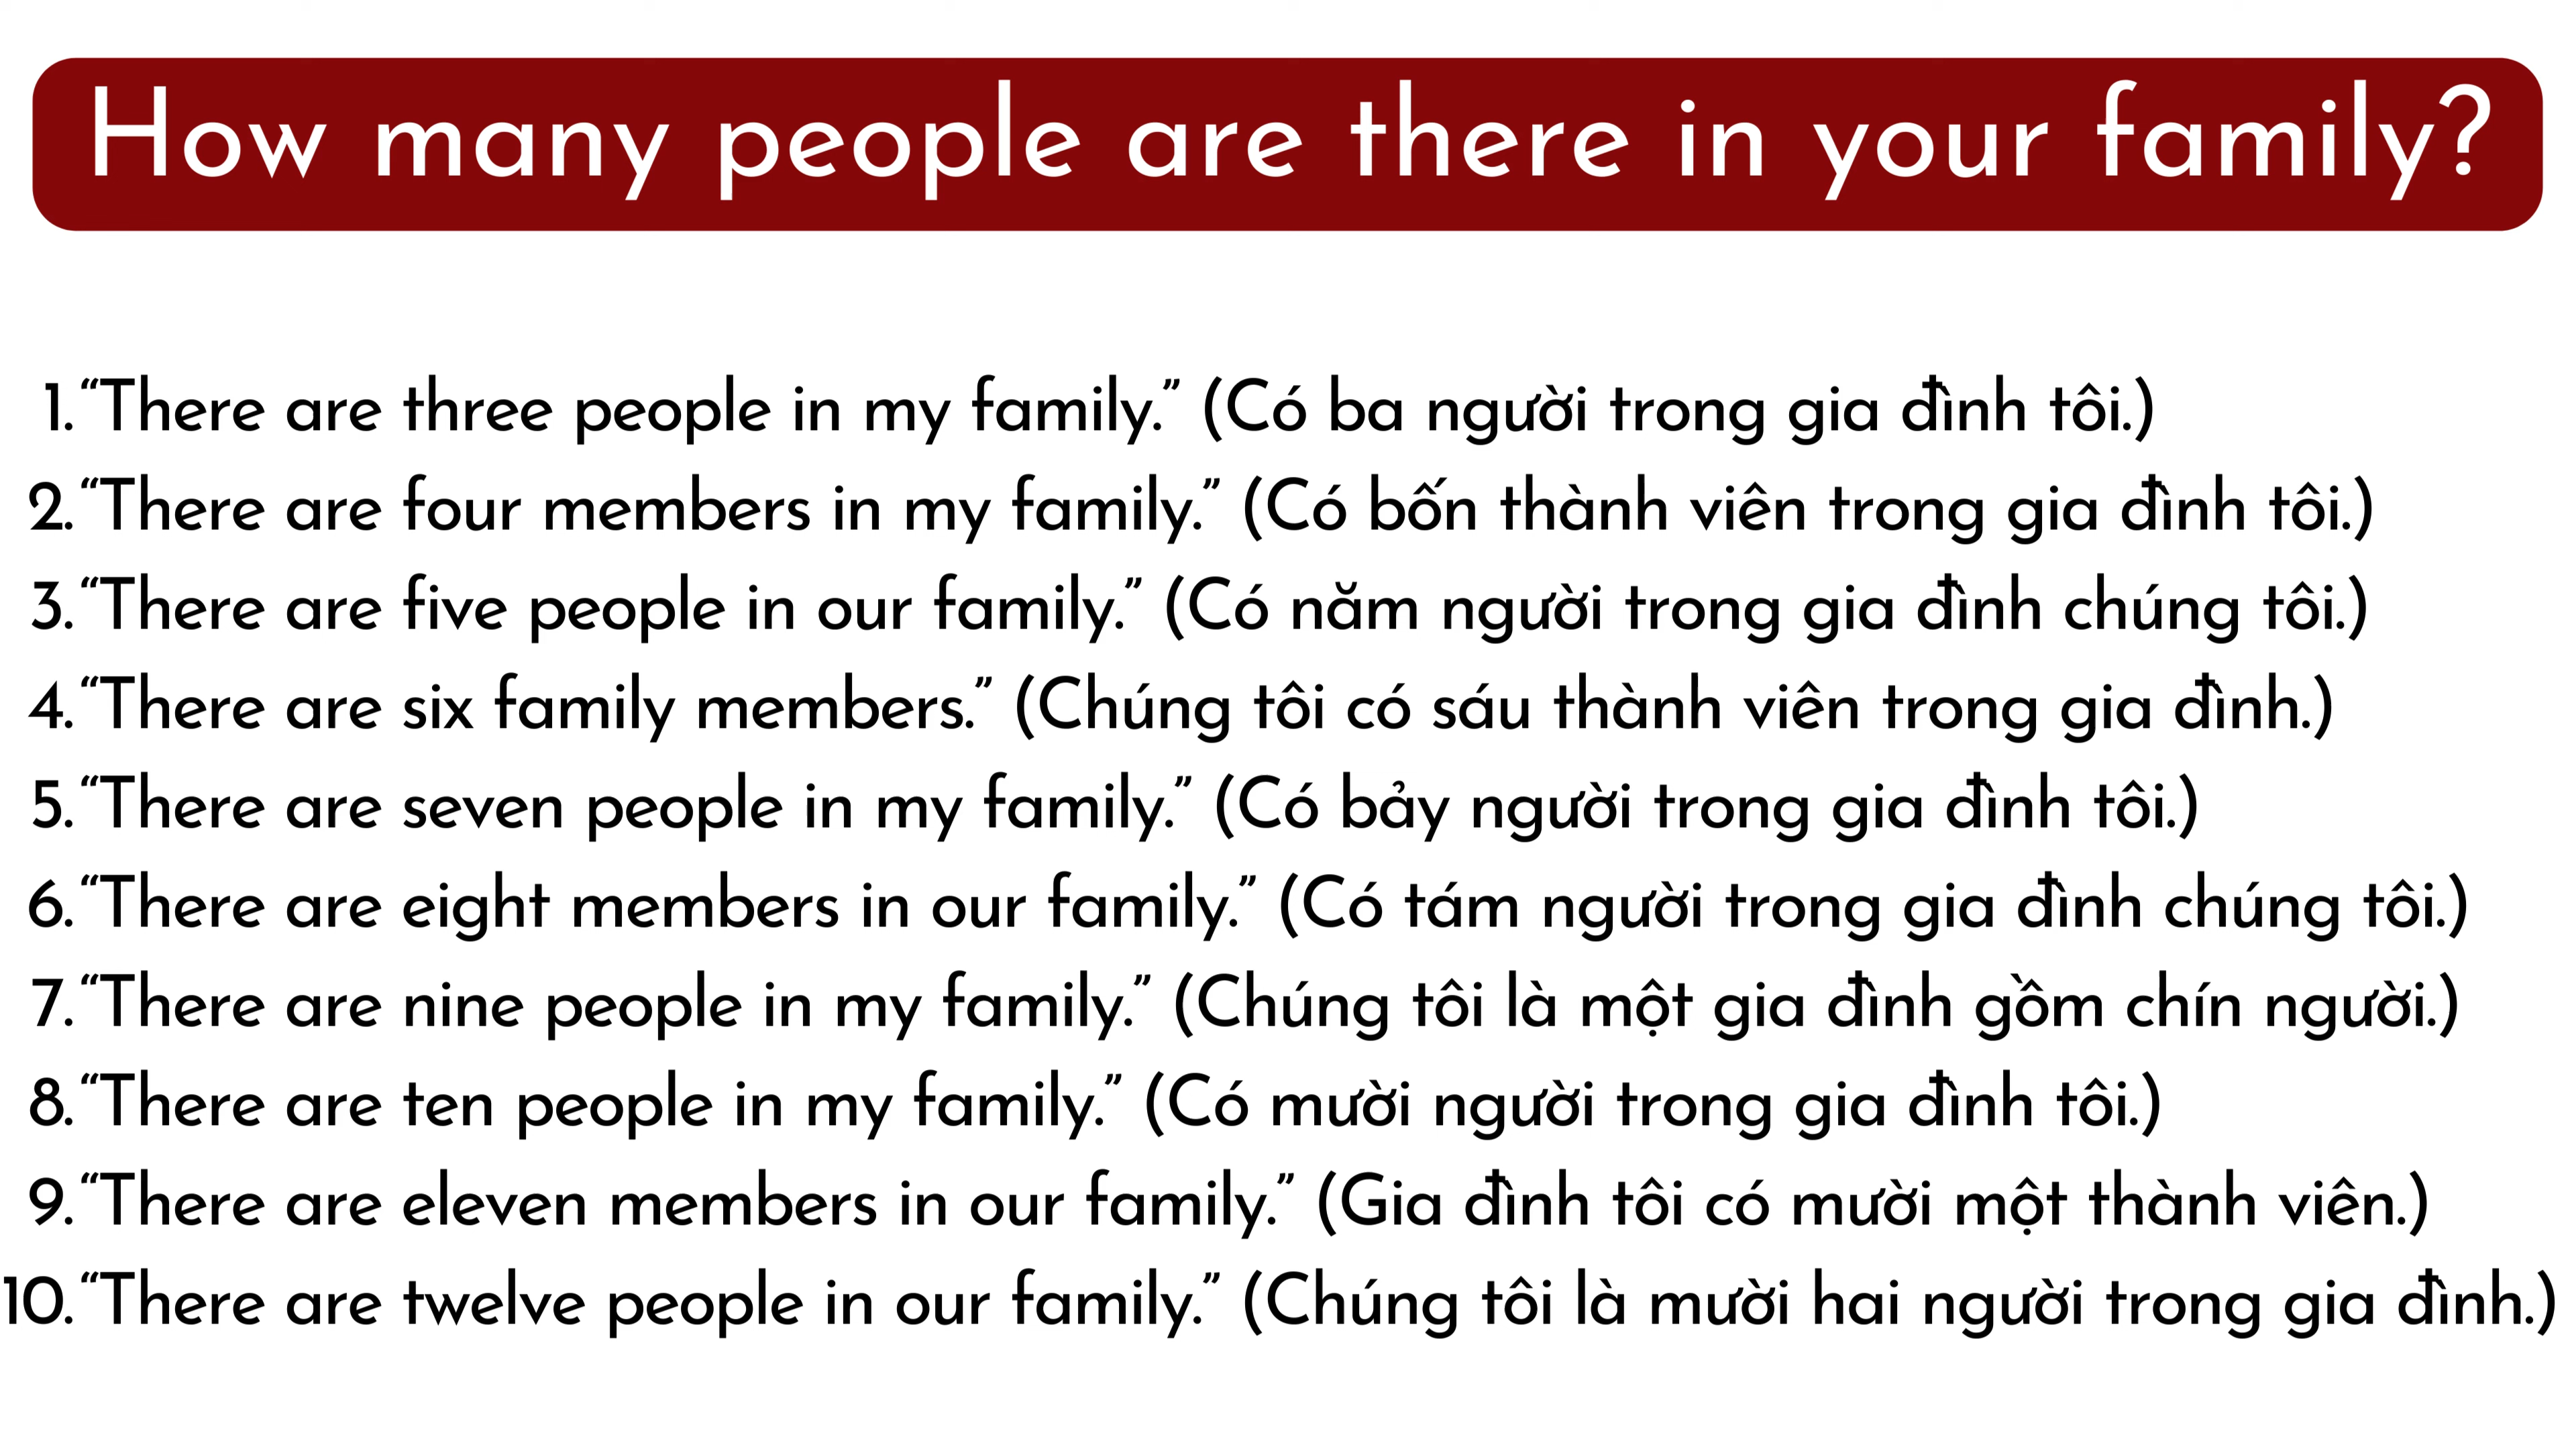 How many people are there in your family?
1. “There are three people in my family.” (Có ba người trong gia đình tôi.)
2. “There are four members in my family.” (Có bốn thành viên trong gia đình tôi.)
3. “There are five people in our family.” (Có năm người trong gia đình chúng tôi.)
4. “There are six family members.” (Chúng tôi có sáu thành viên trong gia đình.)
5. “There are seven people in my family.” (Có bảy người trong gia đình tôi.)
6. “There are eight members in our family.” (Có tám người trong gia đình chúng tôi.)
7. “There are nine people in my family.” (Chúng tôi là một gia đình gồm chín người.)
8. “There are ten people in my family.” (Có mười người trong gia đình tôi.)
9. “There are eleven members in our family.” (Gia đình tôi có mười một thành viên.)
10. “There are twelve people in our family.” (Chúng tôi là mười hai người trong gia đình.)